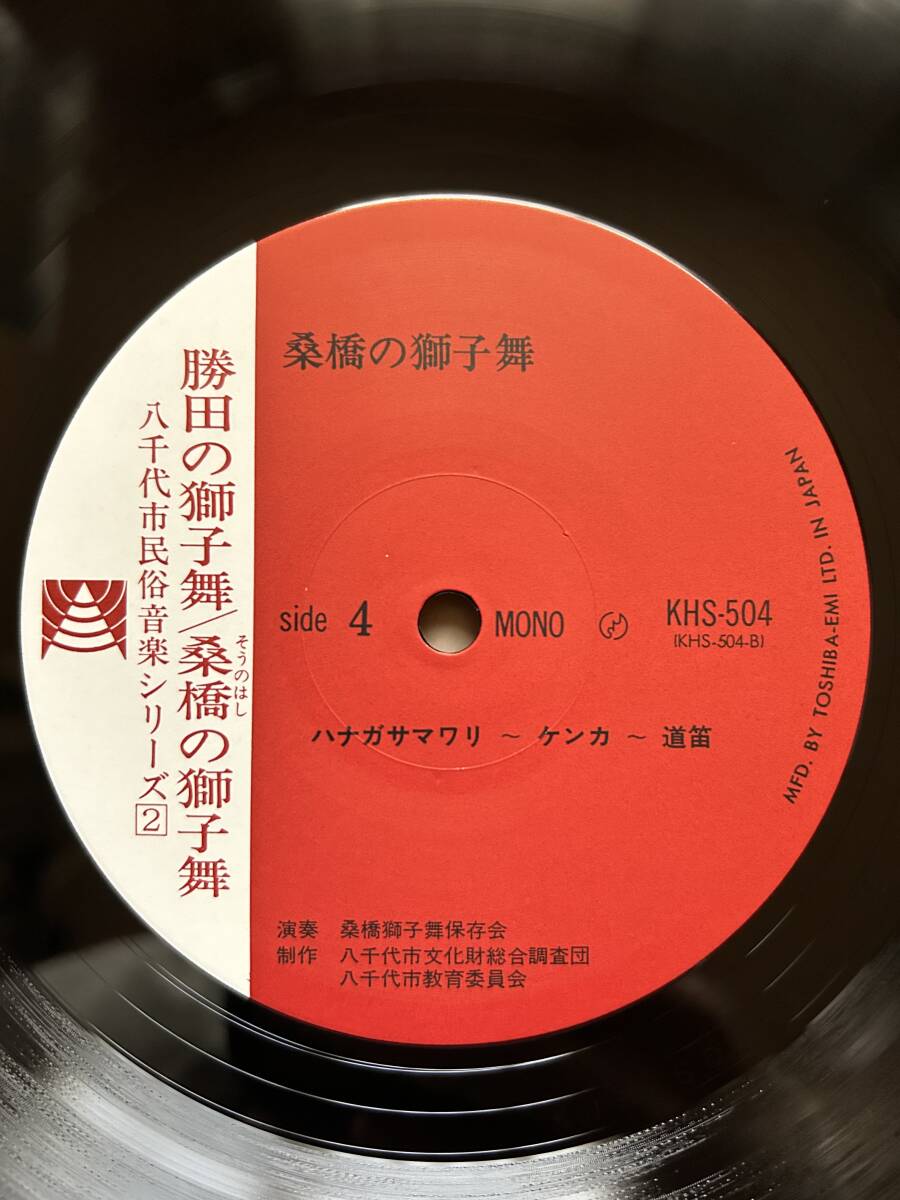 勝田の獅子舞/桑橋の獅子舞
そうのはし
八千代市民俗音楽シリーズ2
桑橋の獅子舞
side 4
MONO
KHS-504
(KHS-504-B)
ハナガサマワリ ~ ケンカ ~ 道笛
演奏 桑橋獅子舞保存会
制作 八千代市文化財総合調査団
八千代市教育委員会
MFD. BY TOSHIBA-EMI LTD. IN JAPAN